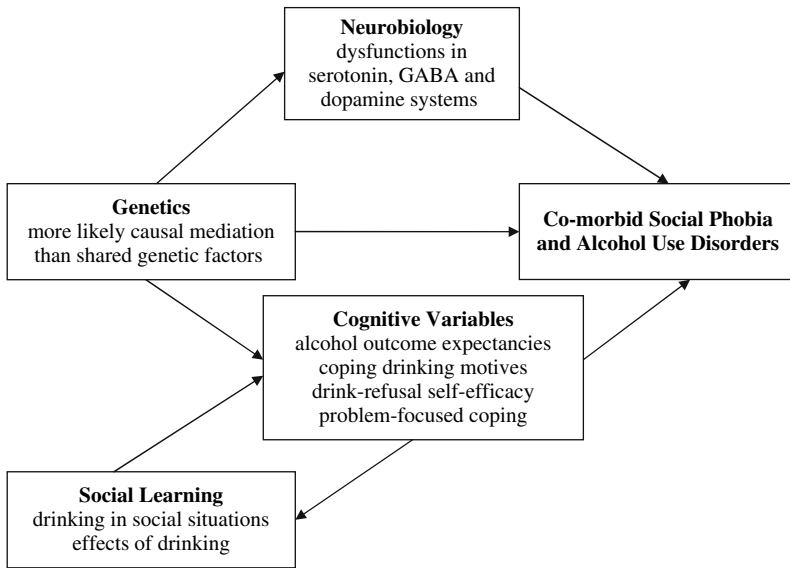 Neurobiology
dysfunctions in
serotonin, GABA and
dopamine systems
Genetics
more likely causal mediation
than shared genetic factors
Co-morbid Social Phobia
and Alcohol Use Disorders
Cognitive Variables
alcohol outcome expectancies
coping drinking motives
drink-refusal self-efficacy
problem-focused coping
Social Learning
drinking in social situations
effects of drinking